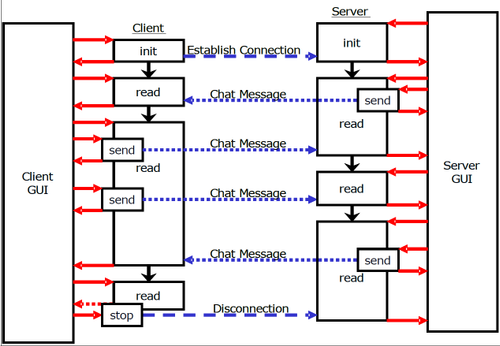 Client
Server
init
Establish Connection
init
read
Chat Message
send
read
send
Chat Message
read
Client
GUI
Server
GUI
send
Chat Message
read
Chat Message
send
read
read
stop
Disconnection